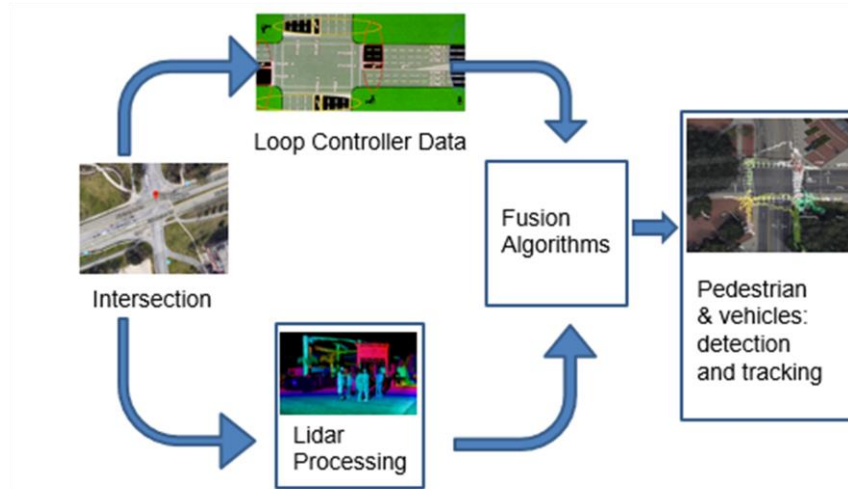 Loop Controller Data
Intersection
Fusion
Algorithms
Pedestrian
& vehicles:
detection
and tracking
Lidar
Processing